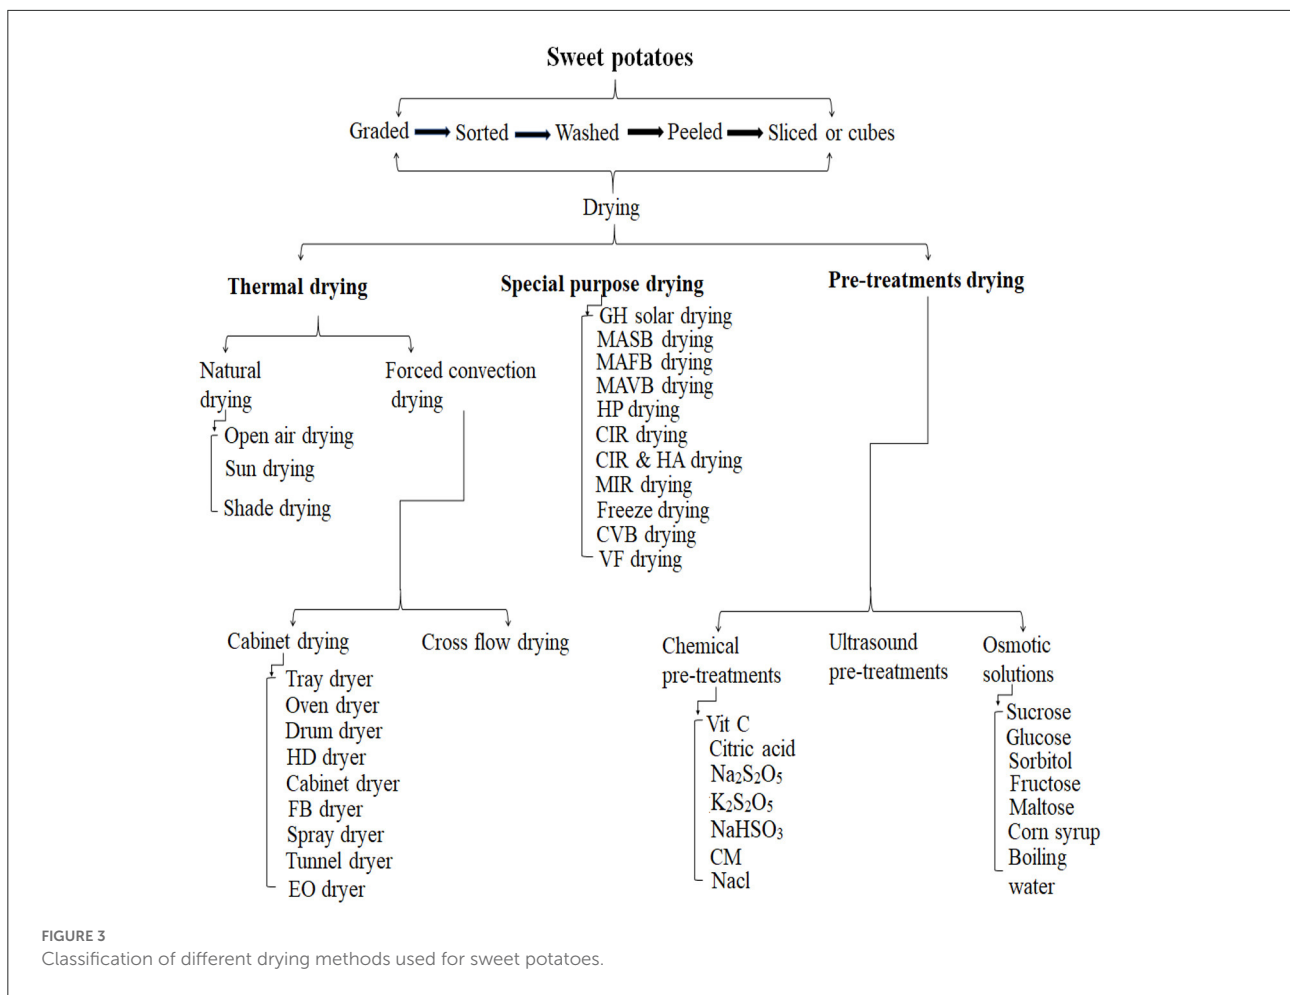 Sweet potatoes
Graded Sorted Washed Peeled Sliced or cubes
Drying
Thermal drying
Special purpose drying
Pre-treatments drying
Natural
drying
Forced convection
drying
Open air drying
Sun drying
Shade drying
GH solar drying
MASB drying
MAFB drying
MAVB drying
HP drying
CIR drying
CIR & HA drying
MIR drying
Freeze drying
CVB drying
VF drying
Cabinet drying
Cross flow drying
Tray dryer
Oven dryer
Drum dryer
HD dryer
Cabinet dryer
FB dryer
Spray dryer
Tunnel dryer
EO dryer
Chemical
pre-treatments
Ultrasound
pre-treatments
Osmotic
solutions
Vit C
Citric acid
Na₂S₂O₅
K₂S₂O₅
NaHSO₃
CM
Nacl
Sucrose
Glucose
Sorbitol
Fructose
Maltose
Corn syrup
Boiling
water
FIGURE 3
Classification of different drying methods used for sweet potatoes.